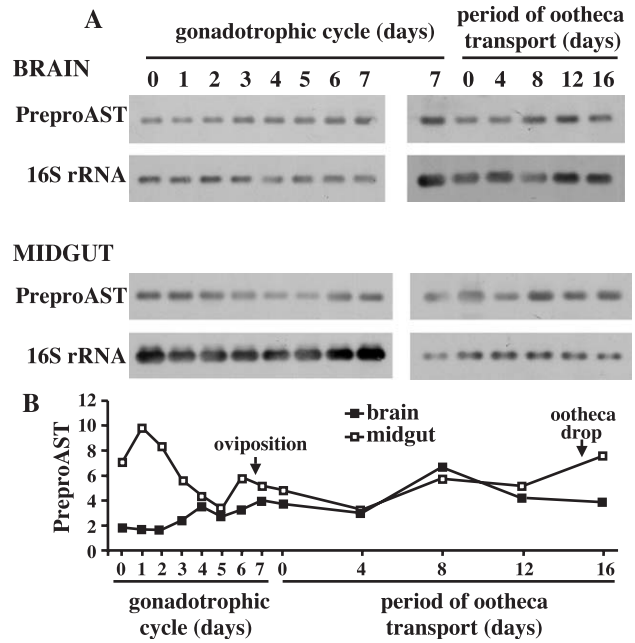 A
gonadotrophic cycle (days)
period of ootheca
transport (days)
BRAIN
0 1 2 3 4 5 6 7 7 0 4 8 12 16
PreproAST
16S rRNA
MIDGUT
PreproAST
16S rRNA
B
12
10
8
6
4
2
0
PreproAST
brain
midgut
oviposition
ootheca
drop
0 1 2 3 4 5 6 7 0 4 8 12 16
gonadotrophic
cycle (days)
period of ootheca
transport (days)